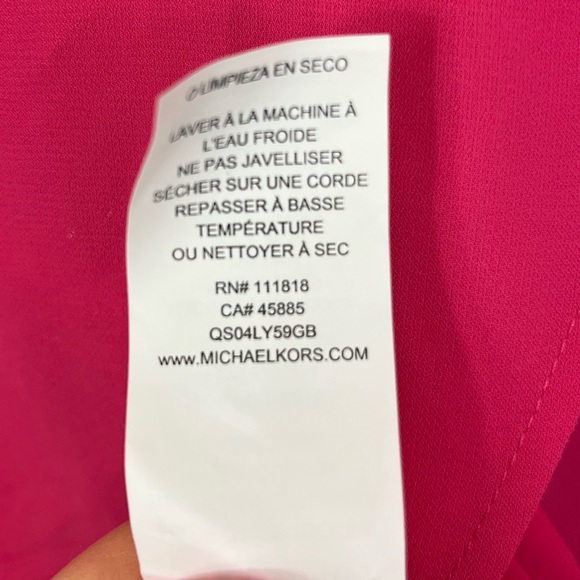 O LIMPIEZA EN SECO
LAVER À LA MACHINE À
L'EAU FROIDE
NE PAS JAVELLISER
SÉCHER SUR UNE CORDE
REPASSER À BASSE
TEMPÉRATURE
OU NETTOYER À SEC
RN# 111818
CA# 45885
QS04LY59GB
WWW.MICHAELKORS.COM